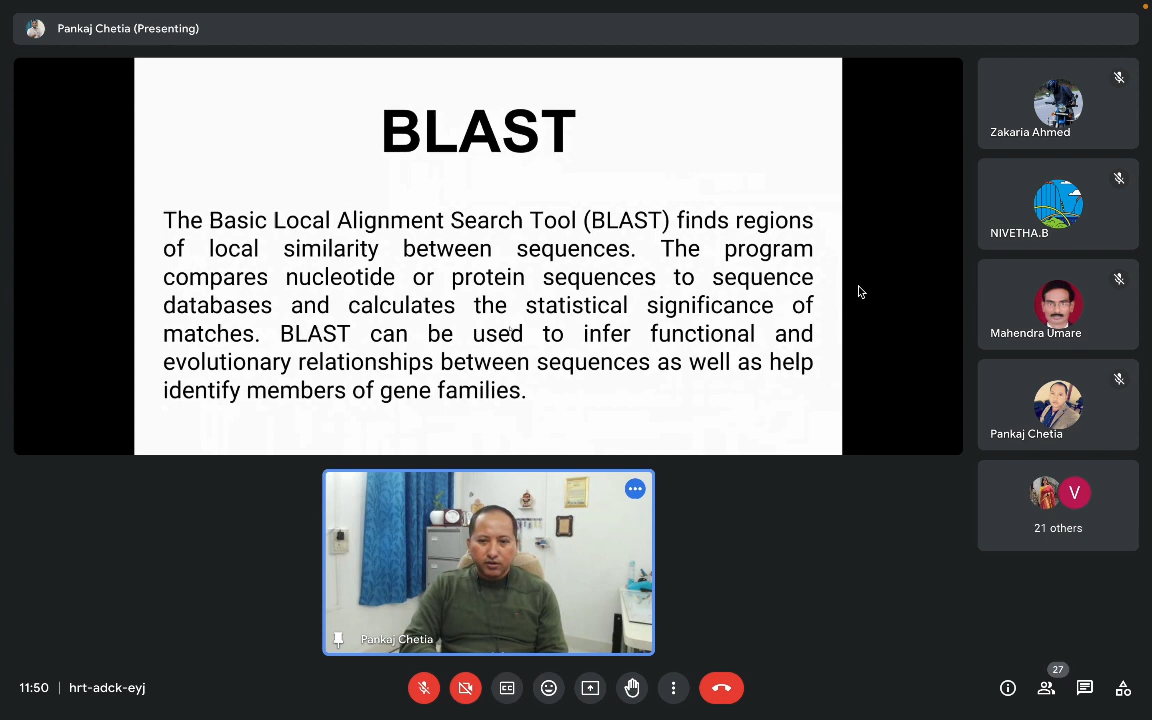 Pankaj Chetia (Presenting)
BLAST
The Basic Local Alignment Search Tool (BLAST) finds regions
of local similarity between sequences. The program
compares nucleotide or protein sequences to sequence
databases and calculates the statistical significance of
matches. BLAST can be used to infer functional and
evolutionary relationships between sequences as well as help
identify members of gene families.
Zakaria Ahmed
NIVETHA.B
Mahendra Umare
Pankaj Chetia
V
21 others
Pankaj Chetia
11:50 | hrt-adck-eyj
CC
27